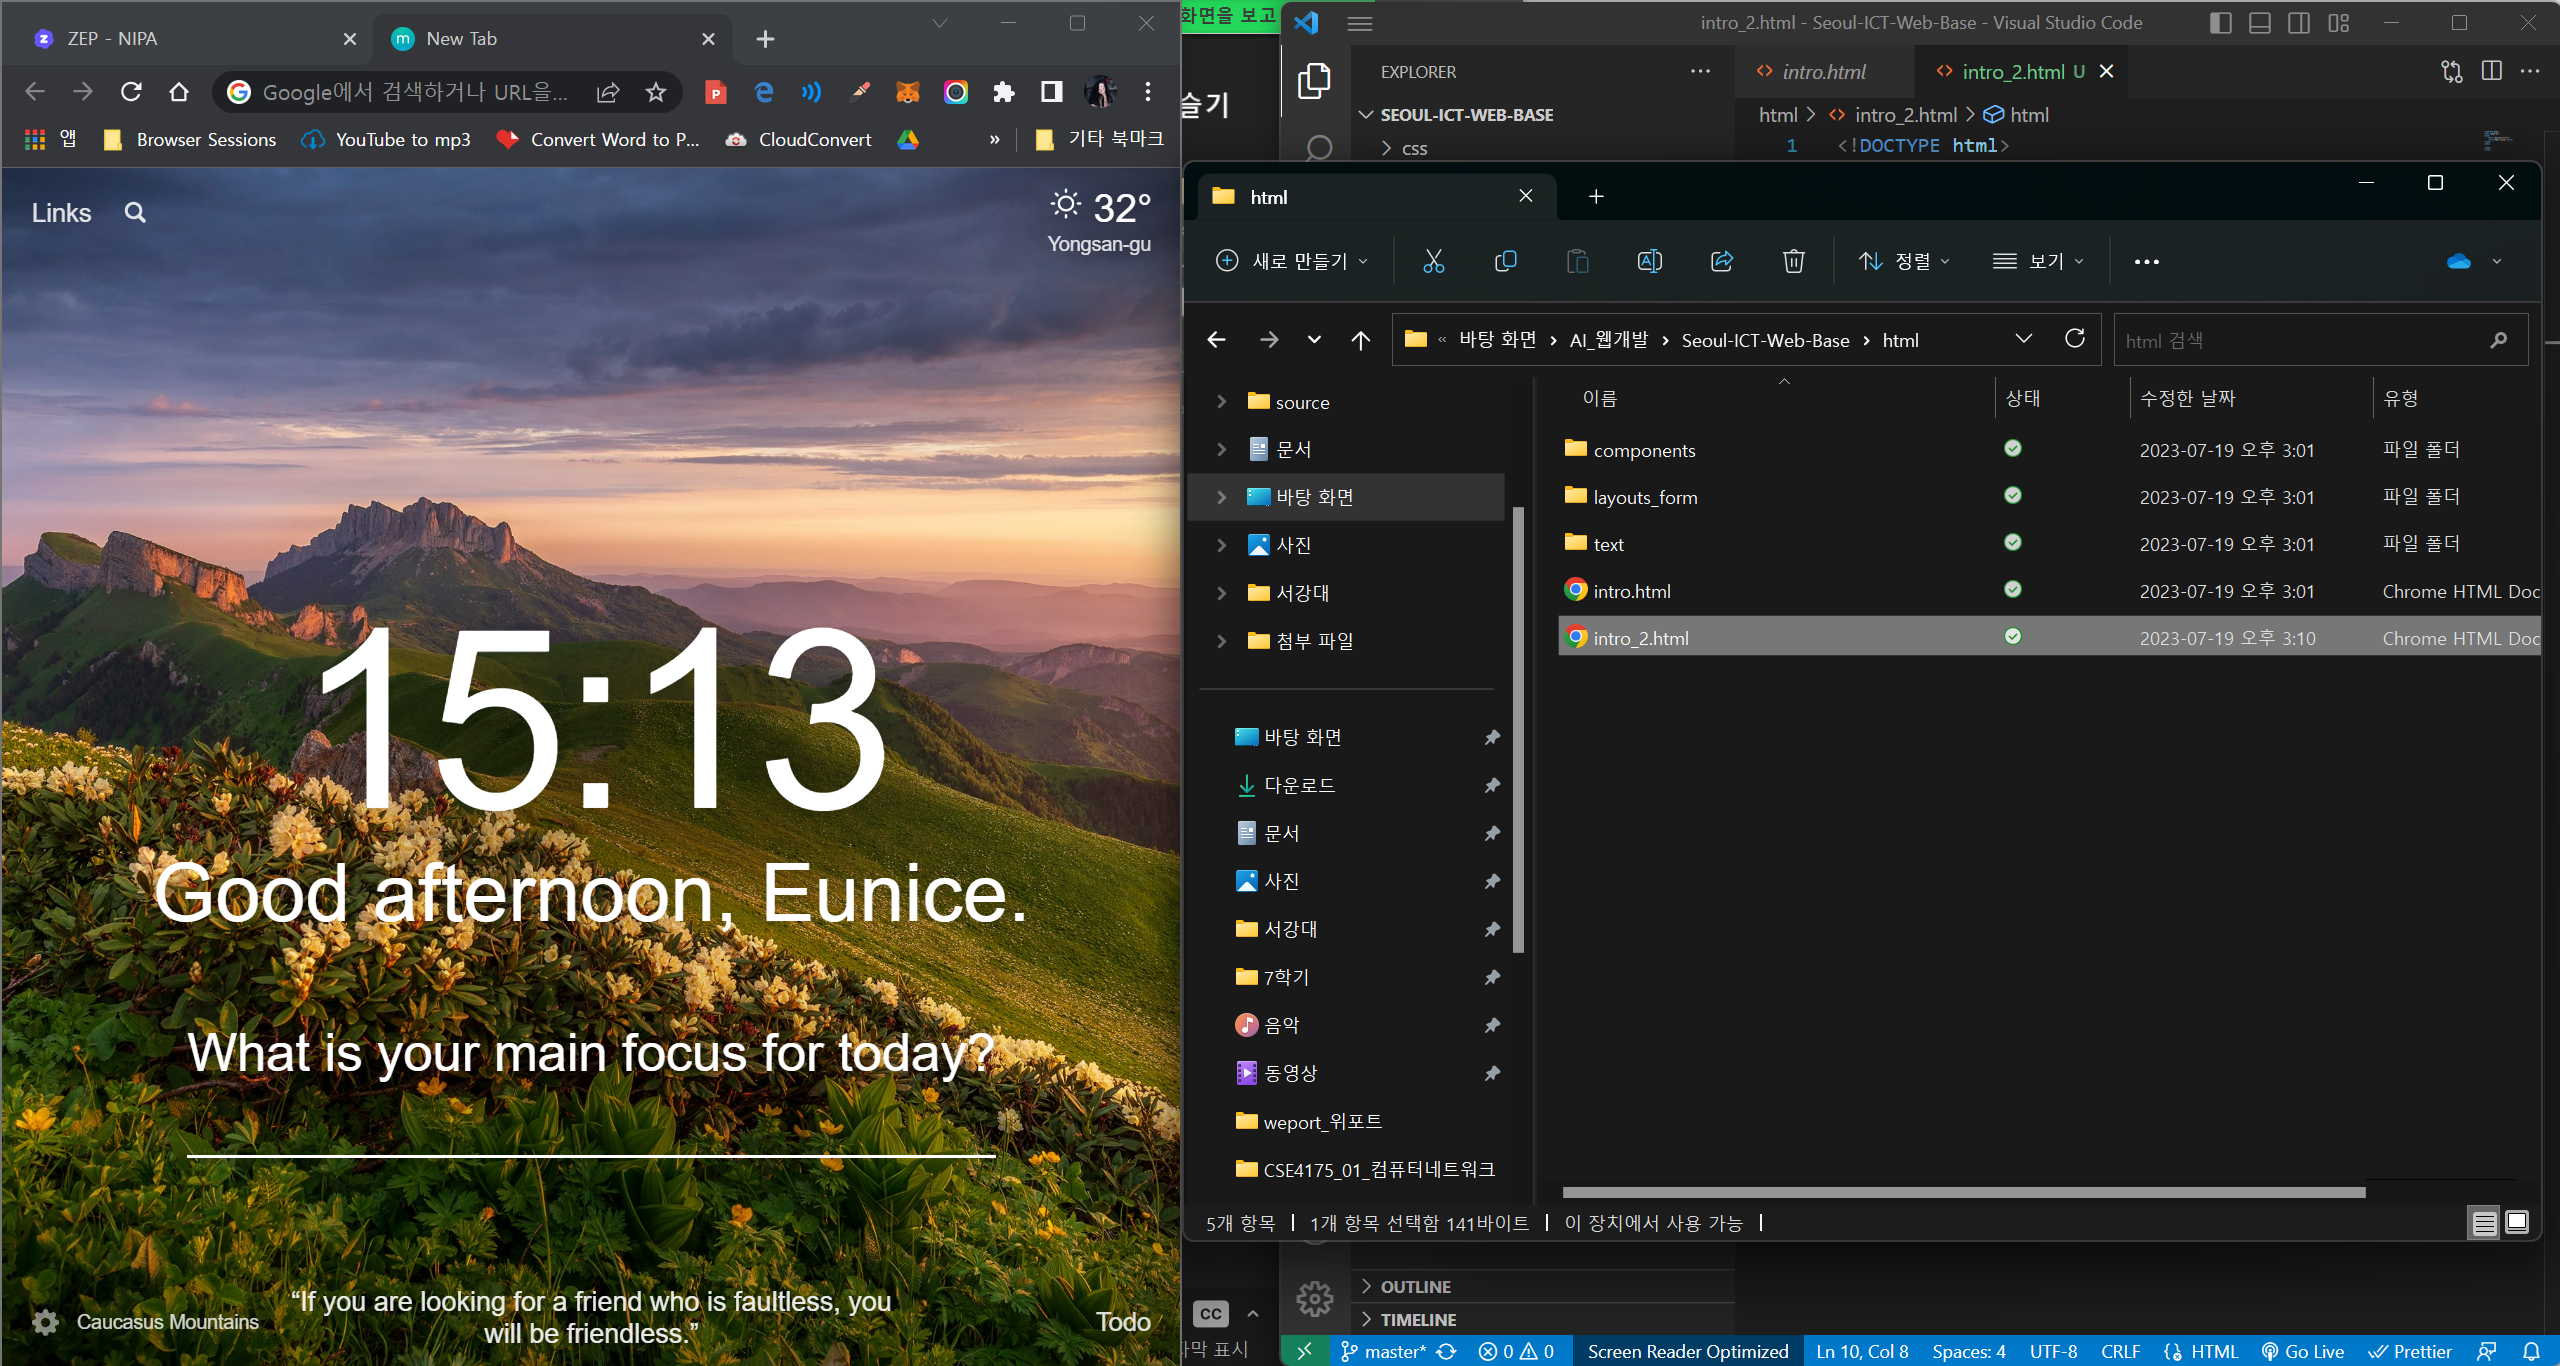 ZEP - NIPA
New Tab
Google에서 검색하거나 URL을...
앱
Browser Sessions
YouTube to mp3
Convert Word to P...
CloudConvert
»
기타 북마크
Links
32°
Yongsan-gu
15:13
Good afternoon, Eunice.
What is your main focus for today?
“If you are looking for a friend who is faultless, you
will be friendless.”
Caucasus Mountains
Todo
화면을 보고
슬기
CC
막 표시
intro_2.html - Seoul-ICT-Web-Base - Visual Studio Code
EXPLORER
intro.html
intro_2.html U
SEOUL-ICT-WEB-BASE
css
html > intro_2.html > html
1 <!DOCTYPE html>
html
새로 만들기
정렬
보기
« 바탕 화면 › AI_웹개발 › Seoul-ICT-Web-Base › html
html 검색
source
문서
바탕 화면
사진
서강대
첨부 파일
바탕 화면
다운로드
문서
사진
서강대
7학기
음악
동영상
weport_위포트
CSE4175_01_컴퓨터네트워크
이름 상태 수정한 날짜 유형
components 2023-07-19 오후 3:01 파일 폴더
layouts_form 2023-07-19 오후 3:01 파일 폴더
text 2023-07-19 오후 3:01 파일 폴더
intro.html 2023-07-19 오후 3:01 Chrome HTML Doc
intro_2.html 2023-07-19 오후 3:10 Chrome HTML Doc
5개 항목 | 1개 항목 선택함 141바이트 | 이 장치에서 사용 가능 |
OUTLINE
TIMELINE
master* 0 0 Screen Reader Optimized Ln 10, Col 8 Spaces: 4 UTF-8 CRLF HTML Go Live Prettier